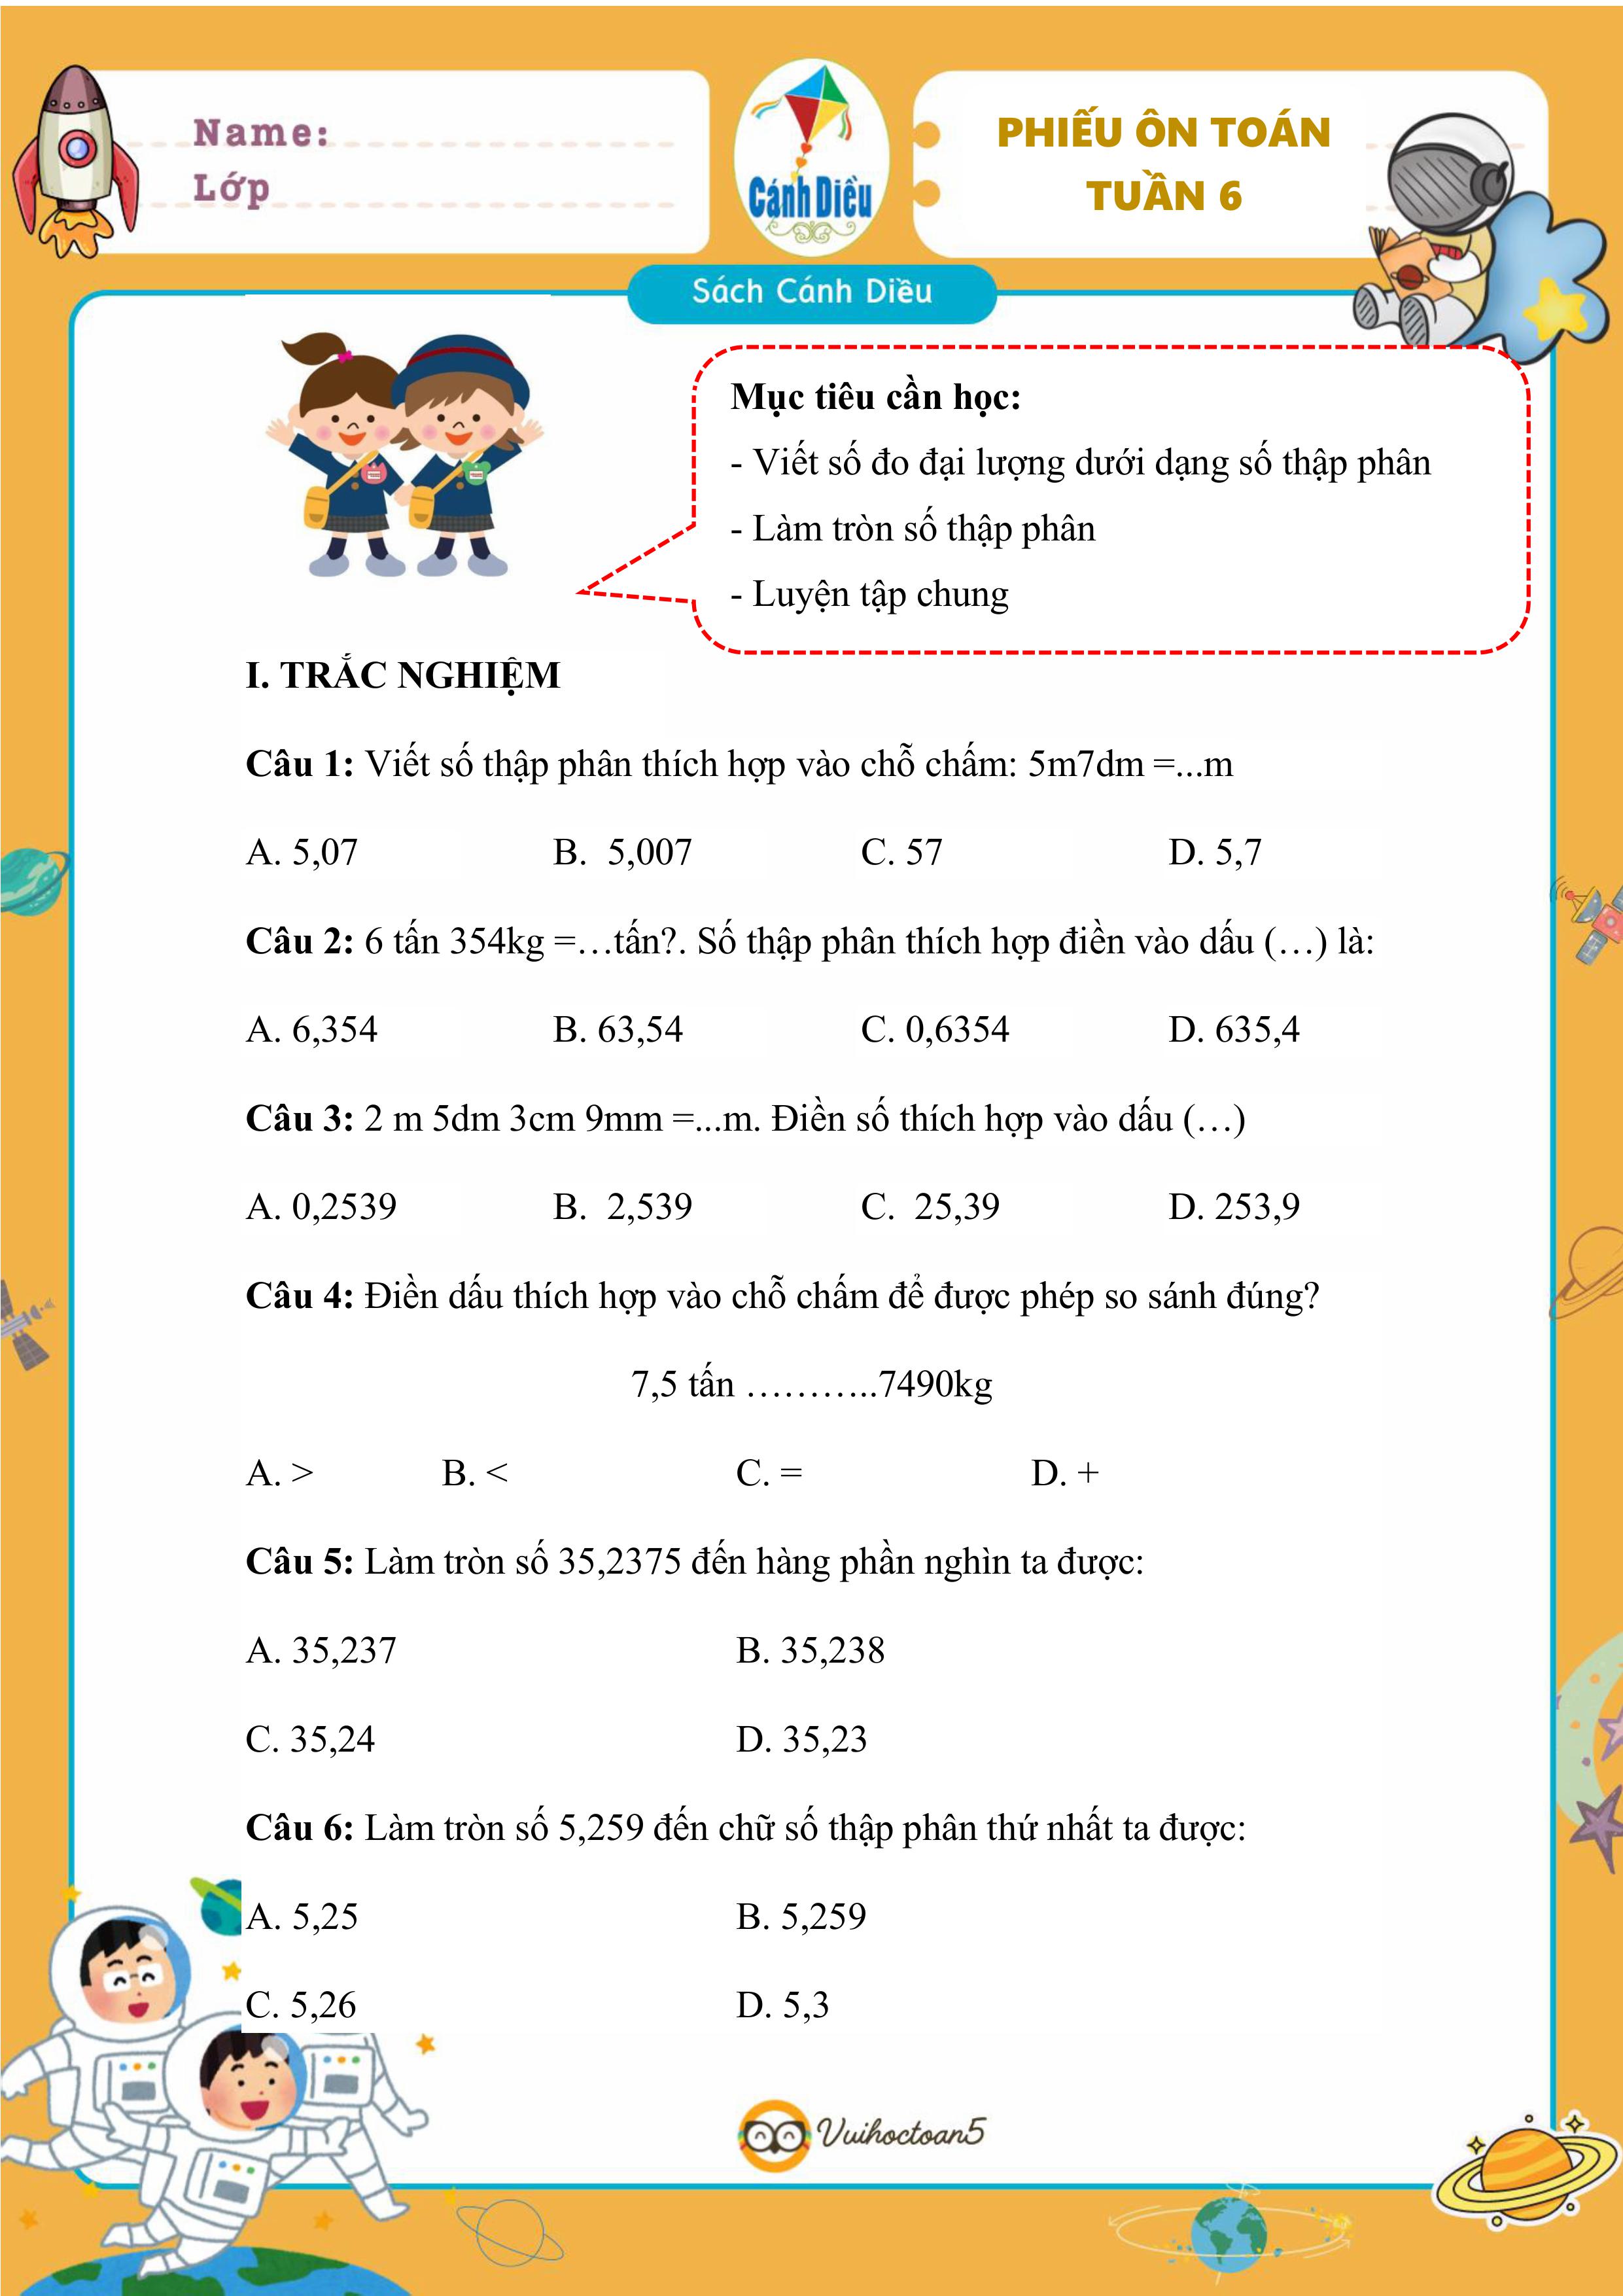 Name:
Lớp
Cánh Diều
PHIẾU ÔN TOÁN
TUẦN 6
Sách Cánh Diều
Mục tiêu cần học:
- Viết số đo đại lượng dưới dạng số thập phân
- Làm tròn số thập phân
- Luyện tập chung
I. TRẮC NGHIỆM
Câu 1: Viết số thập phân thích hợp vào chỗ chấm: 5m7dm =...m
A. 5,07 B. 5,007 C. 57 D. 5,7
Câu 2: 6 tấn 354kg =…tấn?. Số thập phân thích hợp điền vào dấu (…) là:
A. 6,354 B. 63,54 C. 0,6354 D. 635,4
Câu 3: 2 m 5dm 3cm 9mm =...m. Điền số thích hợp vào dấu (…)
A. 0,2539 B. 2,539 C. 25,39 D. 253,9
Câu 4: Điền dấu thích hợp vào chỗ chấm để được phép so sánh đúng?
7,5 tấn ………..7490kg
A. > B. < C. = D. +
Câu 5: Làm tròn số 35,2375 đến hàng phần nghìn ta được:
A. 35,237 B. 35,238
C. 35,24 D. 35,23
Câu 6: Làm tròn số 5,259 đến chữ số thập phân thứ nhất ta được:
A. 5,25 B. 5,259
C. 5,26 D. 5,3
Vuihoctoan5